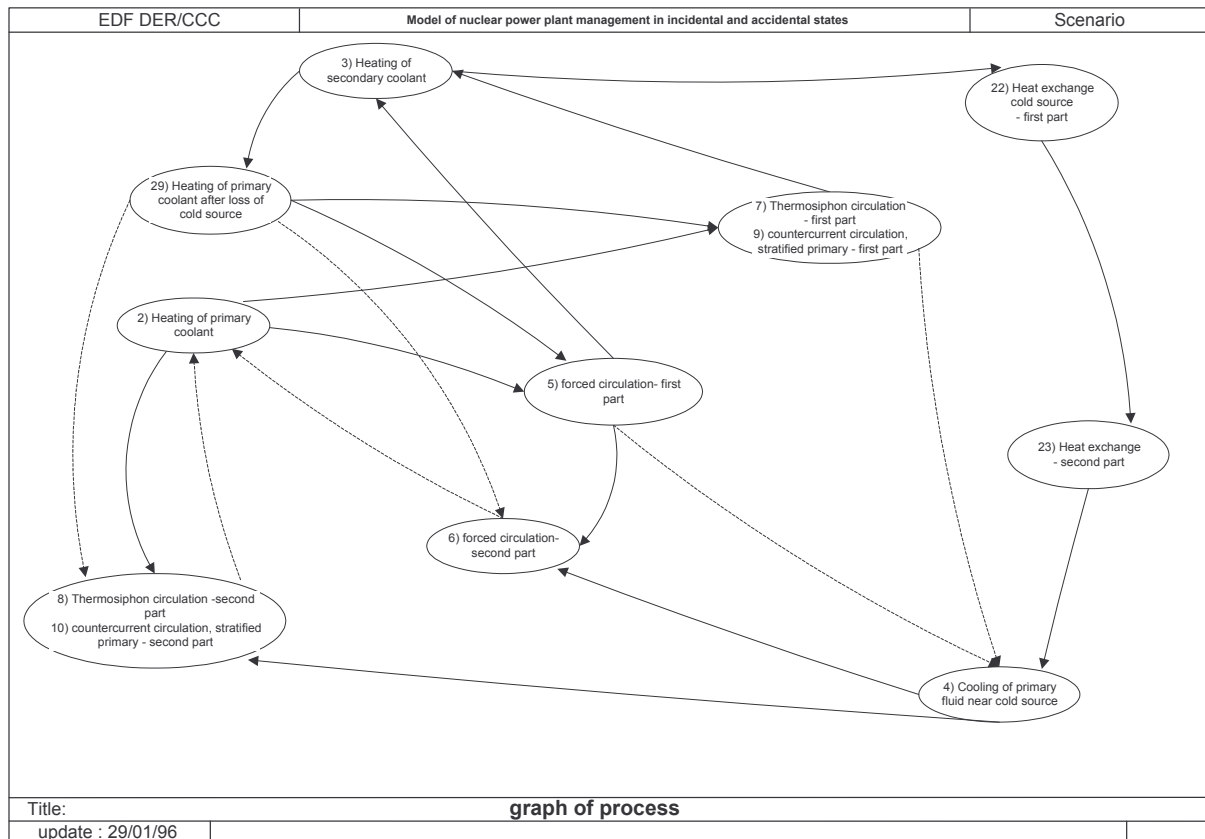 EDF DER/CCC
Model of nuclear power plant management in incidental and accidental states
Scenario
3) Heating of
secondary coolant
22) Heat exchange
cold source
- first part
29) Heating of primary
coolant after loss of
cold source
7) Thermosiphon circulation
- first part
9) countercurrent circulation,
stratified primary - first part
2) Heating of primary
coolant
5) forced circulation- first
part
23) Heat exchange
- second part
6) forced circulation-
second part
8) Thermosiphon circulation -second
part
10) countercurrent circulation, stratified
primary - second part
4) Cooling of primary
fluid near cold source
Title:
graph of process
update : 29/01/96